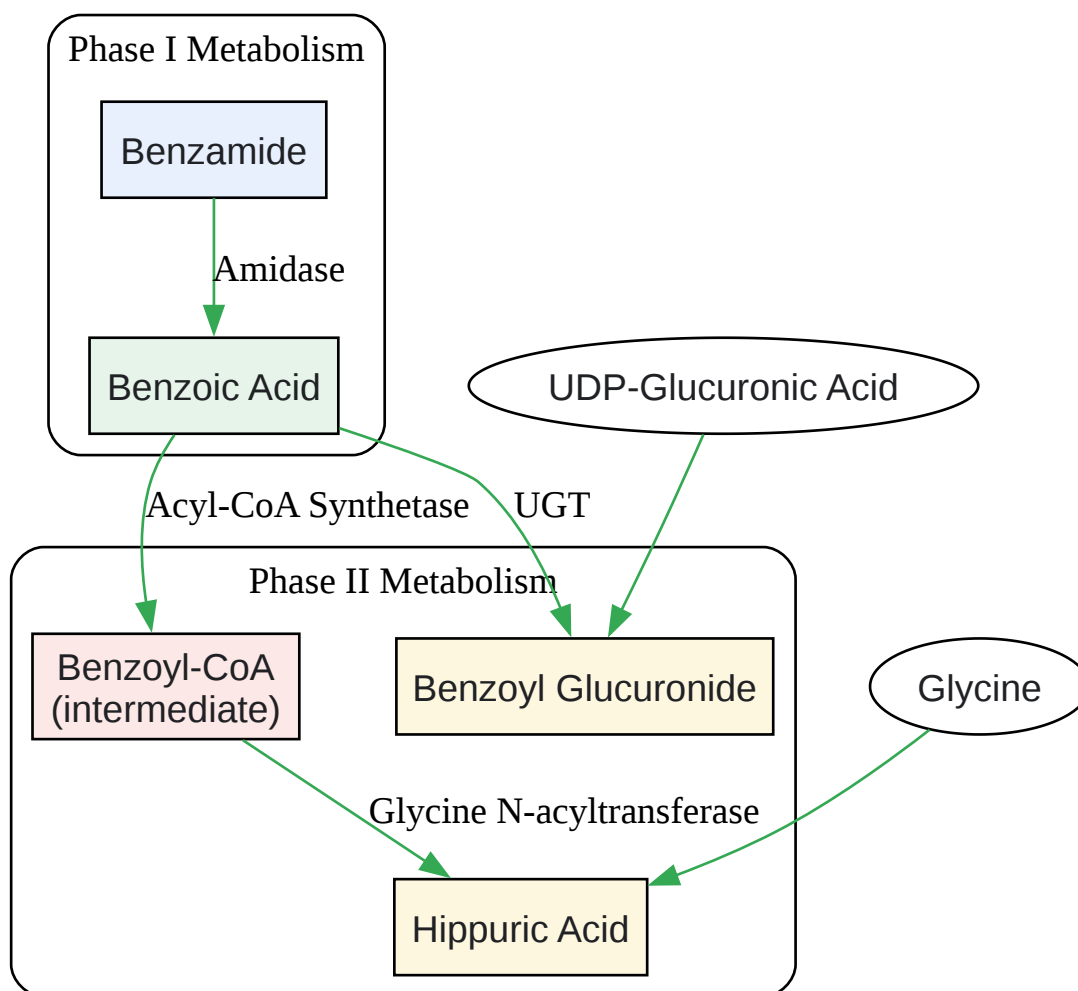 Phase I Metabolism
Benzamide
Amidase
Benzoic Acid
UDP-Glucuronic Acid
Acyl-CoA Synthetase
UGT
Phase II Metabolism
Benzoyl-CoA
(intermediate)
Benzoyl Glucuronide
Glycine
Glycine N-acyltransferase
Hippuric Acid